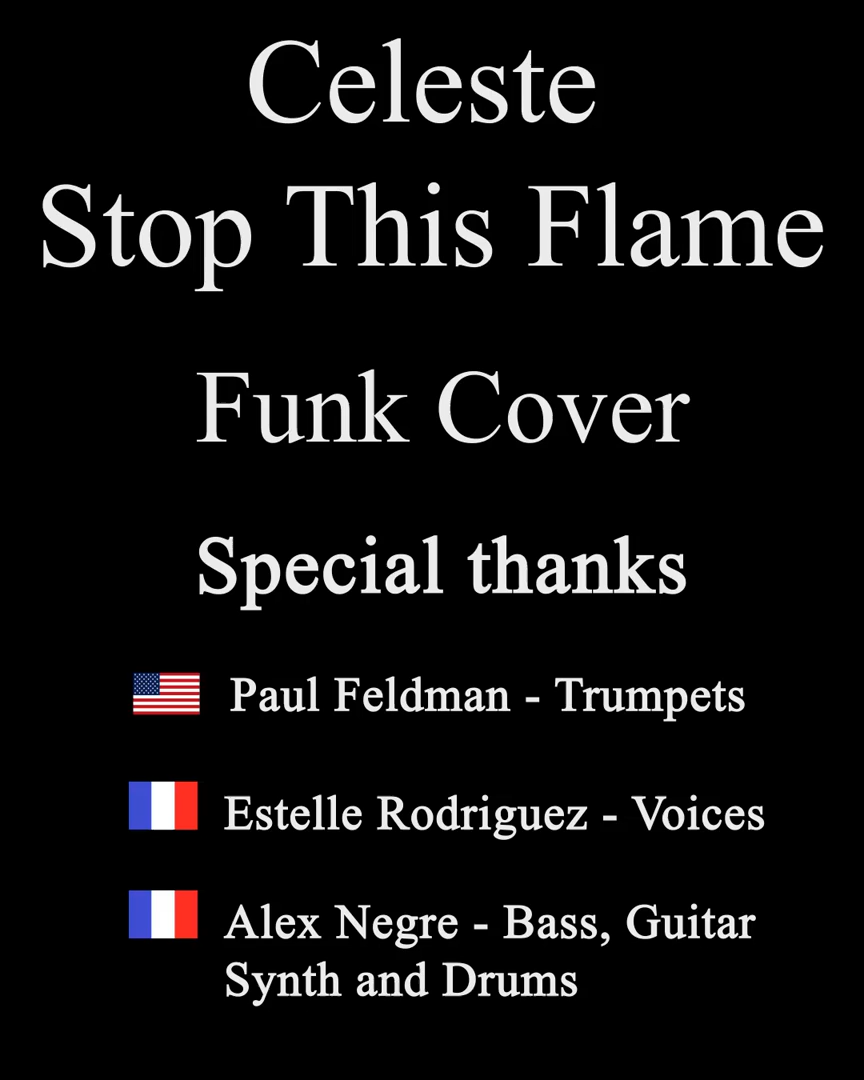 Celeste
Stop This Flame
Funk Cover
Special thanks
Paul Feldman - Trumpets
Estelle Rodriguez - Voices
Alex Negre - Bass, Guitar
Synth and Drums